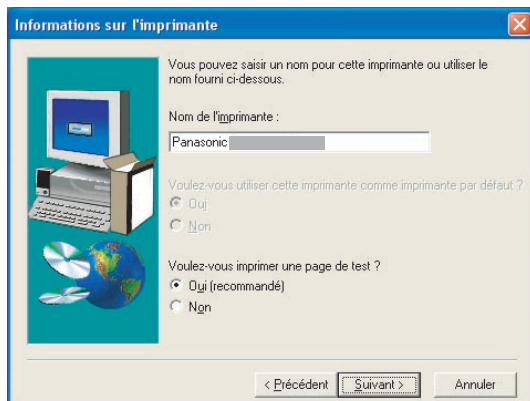 Informations sur l'imprimante
Vous pouvez saisir un nom pour cette imprimante ou utiliser le
nom fourni ci-dessous.
Nom de l'imprimante :
Panasonic
Voulez-vous utiliser cette imprimante comme imprimante par défaut ?
Oui
Non
Voulez-vous imprimer une page de test ?
Oui (recommandé)
Non
< Précédent
Suivant >
Annuler